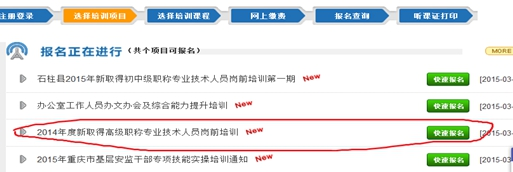 注册登录 选择培训项目 选择培训课程 网上缴费 报名查询 听课证打印
报名正在进行 (共个项目可报名) MORE
石柱县2015年新取得初中级职称专业技术人员岗前培训第一期 New 快速报名 [2015-03-
办公室工作人员办文办会及综合能力提升培训 New 快速报名 [2015-03-
2014年度新取得高级职称专业技术人员岗前培训 New 快速报名 [2015-03-
2015年重庆市基层安监干部专项技能实操培训通知 New 快速报名 [2015-03-